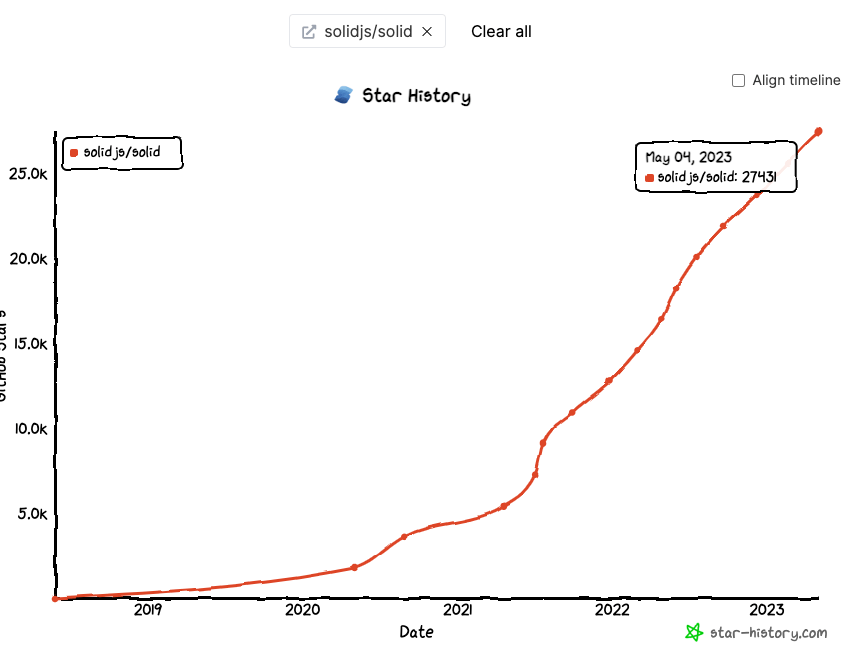 solidjs/solid ×
Clear all
Align timeline
Star History
solidjs/solid
May 04, 2023
solidjs/solid: 27431
25.0k
20.0k
15.0k
10.0k
5.0k
2019
2020
2021
2022
2023
Date
star-history.com